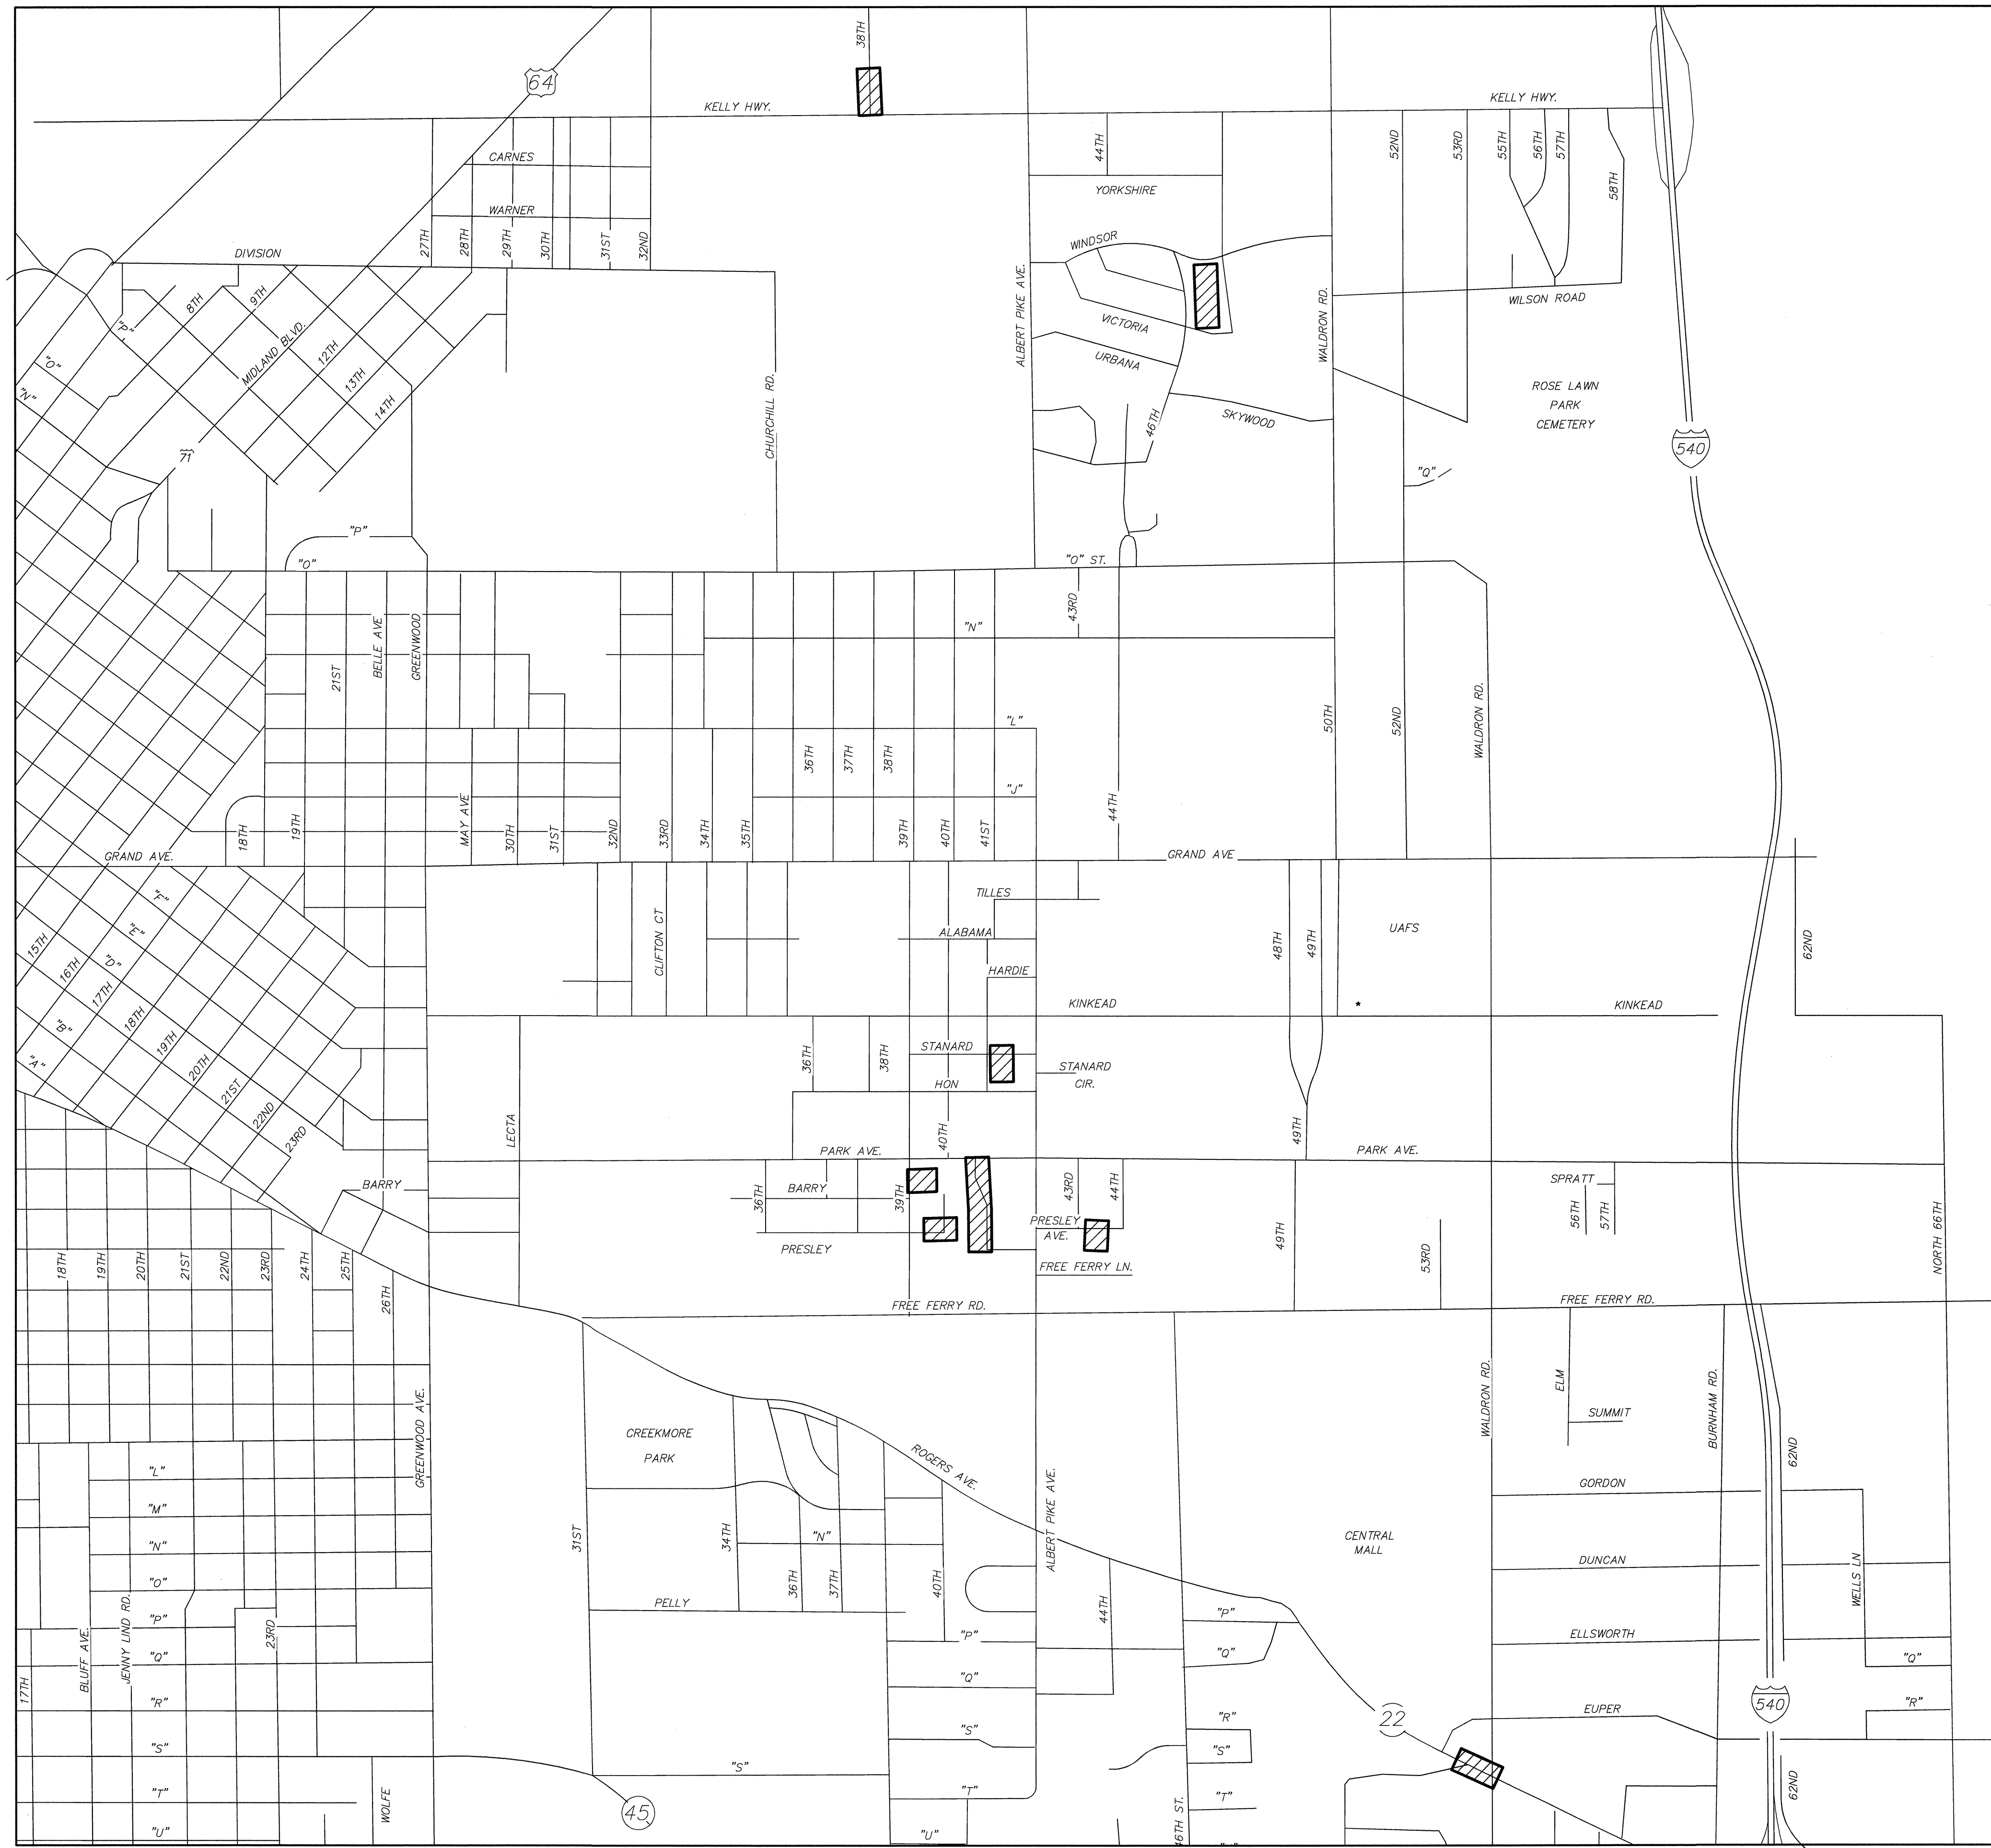 38TH
64
KELLY HWY.
KELLY HWY.
CARNES
44TH
52ND
53RD
55TH
56TH
57TH
58TH
YORKSHIRE
WARNER
27TH
28TH
29TH
30TH
31ST
32ND
DIVISION
WINDSOR
ALBERT PIKE AVE.
WALDRON RD.
WILSON ROAD
"P"
8TH
9TH
MIDLAND BLVD.
12TH
13TH
14TH
VICTORIA
URBANA
"O"
"N"
CHURCHILL RD.
46TH
SKYWOOD
ROSE LAWN
PARK
CEMETERY
71
540
"Q"
"P"
"O"
"O" ST.
21ST
BELLE AVE
GREENWOOD
43RD
"N"
"L"
50TH
52ND
WALDRON RD.
36TH
37TH
38TH
"J"
44TH
18TH
19TH
MAY AVE
30TH
31ST
32ND
33RD
34TH
35TH
39TH
40TH
41ST
GRAND AVE.
GRAND AVE
"F"
TILLES
"E"
ALABAMA
UAFS
15TH
16TH
"D"
17TH
CLIFTON CT
HARDIE
48TH
49TH
62ND
KINKEAD
*
KINKEAD
"B"
18TH
19TH
20TH
"A"
21ST
22ND
23RD
LECTA
36TH
38TH
STANARD
HON
STANARD
CIR.
40TH
49TH
PARK AVE.
PARK AVE.
BARRY
36TH
BARRY
39TH
43RD
44TH
SPRATT
56TH
57TH
PRESLEY
PRESLEY
AVE.
FREE FERRY LN.
49TH
53RD
NORTH 66TH
18TH
19TH
20TH
21ST
22ND
23RD
24TH
25TH
26TH
FREE FERRY RD.
FREE FERRY RD.
GREENWOOD AVE.
CREEKMORE
PARK
ROGERS AVE.
ALBERT PIKE AVE.
WALDRON RD.
ELM
SUMMIT
BURNHAM RD.
62ND
"L"
"M"
"N"
"O"
"P"
"Q"
"R"
"S"
"T"
"U"
GORDON
31ST
34TH
"N"
36TH
37TH
40TH
44TH
CENTRAL
MALL
DUNCAN
WELLS LN
PELLY
"P"
"Q"
"S"
"T"
"U"
"P"
"Q"
"R"
"S"
"T"
ELLSWORTH
"Q"
"R"
17TH
BLUFF AVE.
JENNY LIND RD.
23RD
EUPER
540
22
"S"
45
WOLFE
46TH ST.
62ND